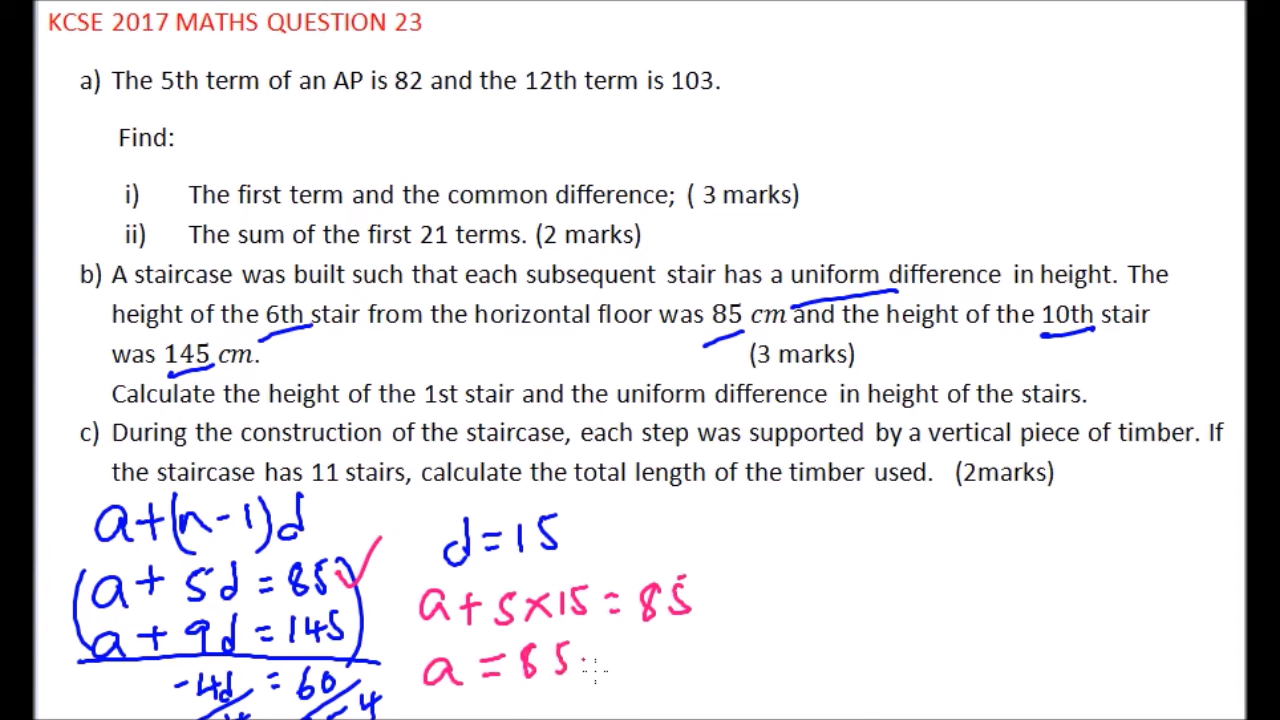 KCSE 2017 MATHS QUESTION 23
a) The 5th term of an AP is 82 and the 12th term is 103.
Find:
i) The first term and the common difference; ( 3 marks)
ii) The sum of the first 21 terms. (2 marks)
b) A staircase was built such that each subsequent stair has a uniform difference in height. The
height of the 6th stair from the horizontal floor was 85 cm and the height of the 10th stair
was 145 cm. (3 marks)
Calculate the height of the 1st stair and the uniform difference in height of the stairs.
c) During the construction of the staircase, each step was supported by a vertical piece of timber. If
the staircase has 11 stairs, calculate the total length of the timber used. (2marks)
a+(n-1)d
(a + 5d = 85)
a + 9d = 145
-4d = 60
d = 15
a + 5×15 = 85
a = 85